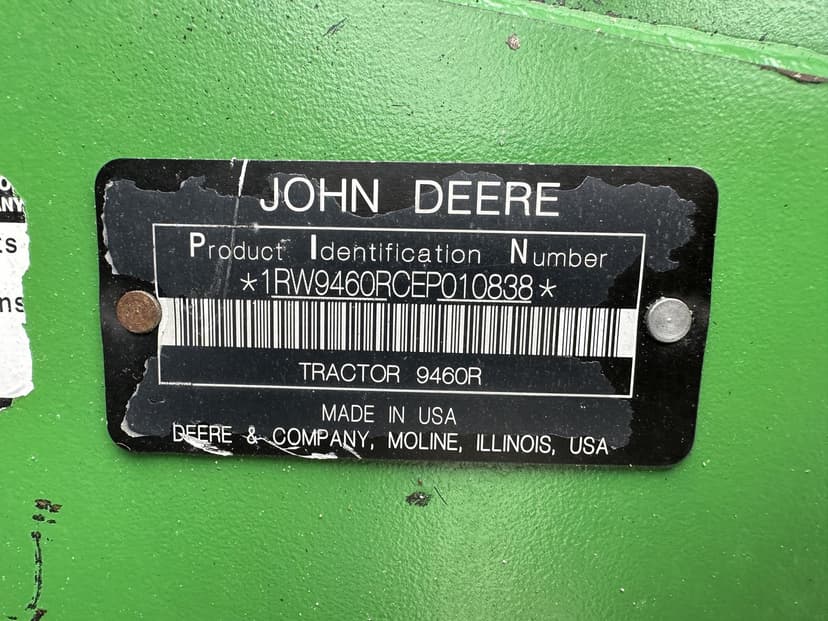 JOHN DEERE
Product Identification Number
*1RW9460RCEP010838*
TRACTOR 9460R
MADE IN USA
DEERE & COMPANY, MOLINE, ILLINOIS, USA